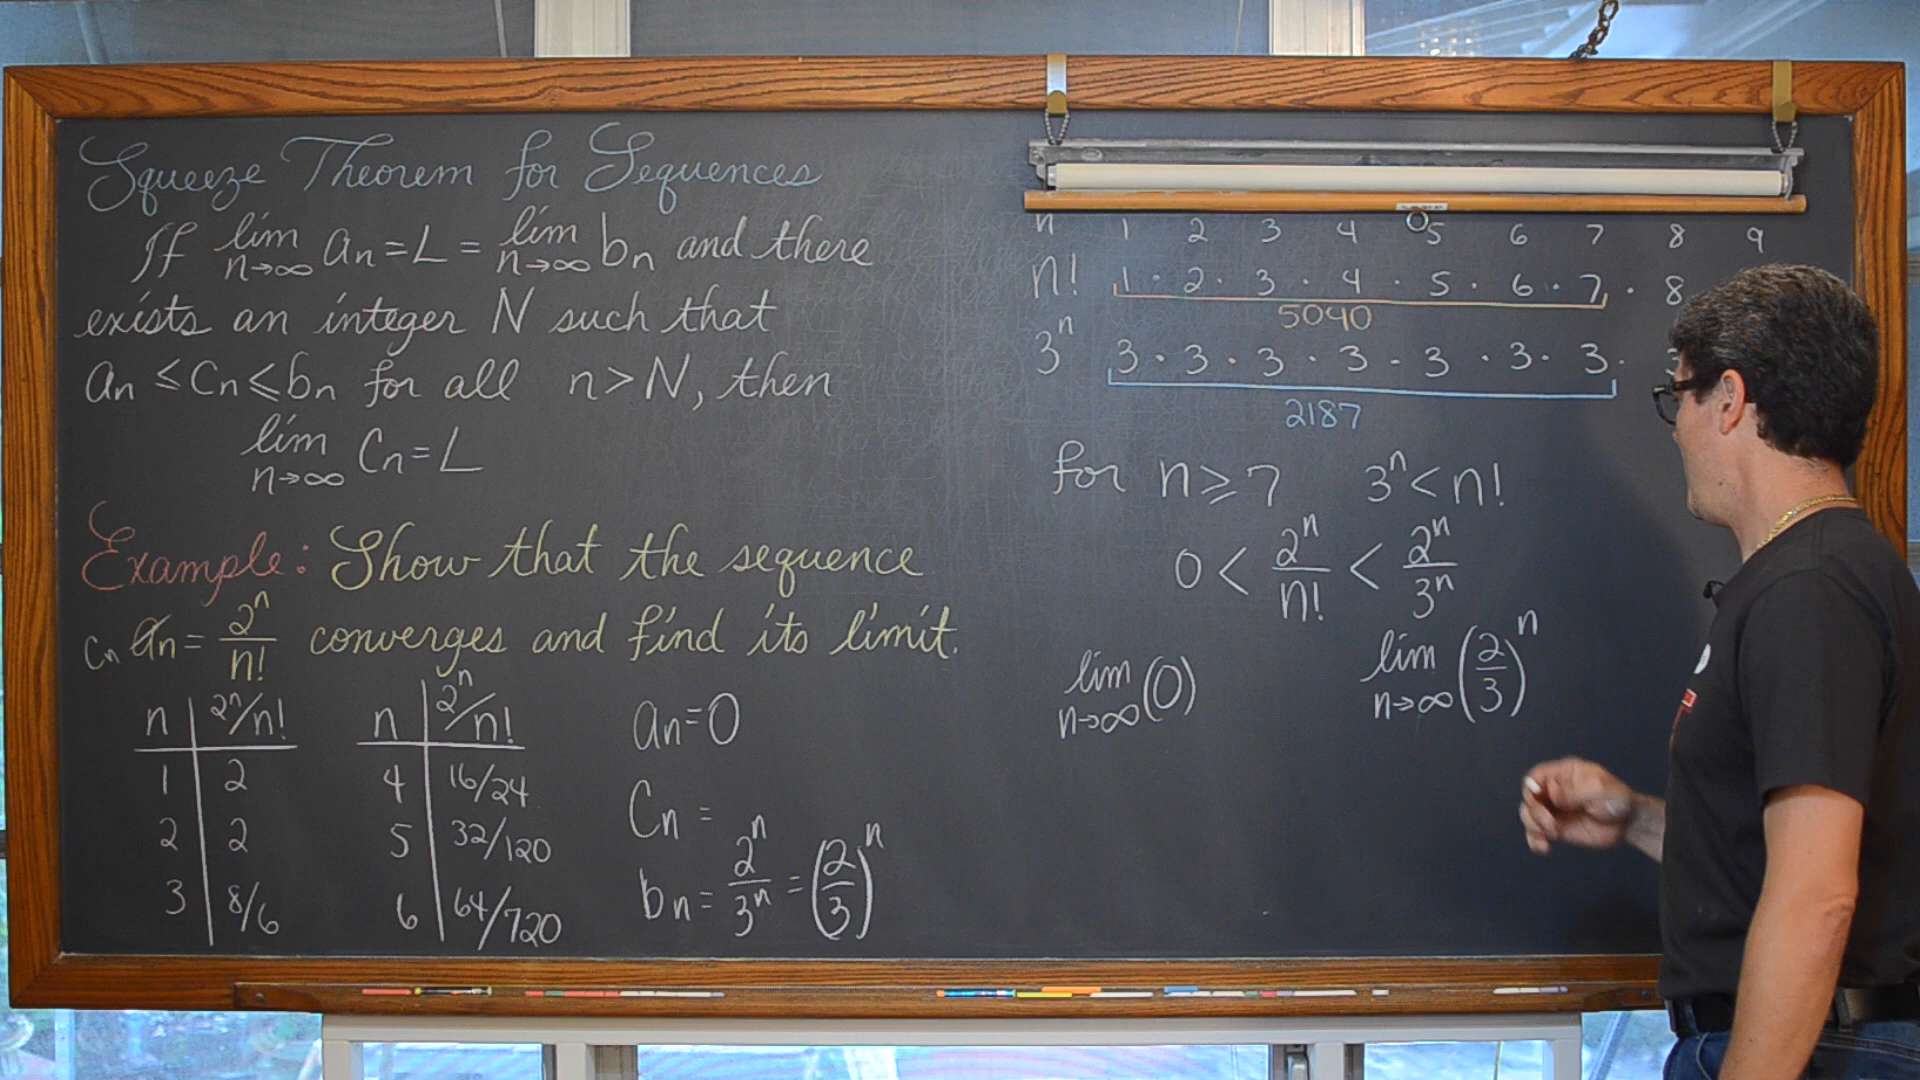 Squeeze Theorem for Sequences
If lim n→∞ an = L = lim n→∞ bn and there
exists an integer N such that
an ≤ cn ≤ bn for all n > N, then
lim n→∞ cn = L
Example: Show that the sequence
cn an = 2^n/n! converges and find its limit.
n | 2^n/n!
1 | 2
2 | 2
3 | 8/6
n | 2^n/n!
4 | 16/24
5 | 32/120
6 | 64/720
an = 0
Cn =
bn = 2^n/3^n = (2/3)^n
n 1 2 3 4 5 6 7 8 9
n! 1 · 2 · 3 · 4 · 5 · 6 · 7 · 8
5040
3^n 3 · 3 · 3 · 3 · 3 · 3 · 3 ·
2187
for n ≥ 7 3^n < n!
0 < 2^n/n! < 2^n/3^n
lim n→∞ (0) lim n→∞ (2/3)^n